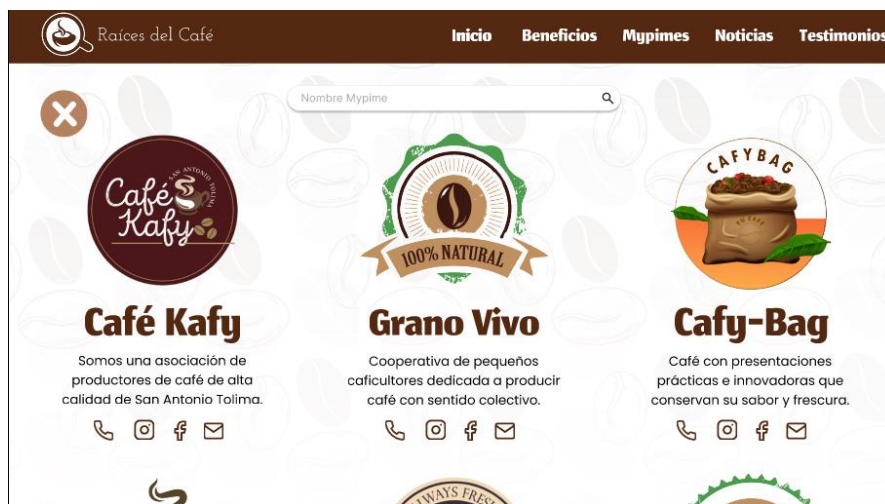 Raíces del Café
Inicio Beneficios Mypimes Noticias Testimonios
Nombre Mypime
Café Kafy
SAN ANTONIO TOLIMA
100% NATURAL
CAFYBAG
Café Kafy
Somos una asociación de
productores de café de alta
calidad de San Antonio Tolima.
Grano Vivo
Cooperativa de pequeños
caficultores dedicada a producir
café con sentido colectivo.
Cafy-Bag
Café con presentaciones
prácticas e innovadoras que
conservan su sabor y frescura.
ALWAYS FRESH